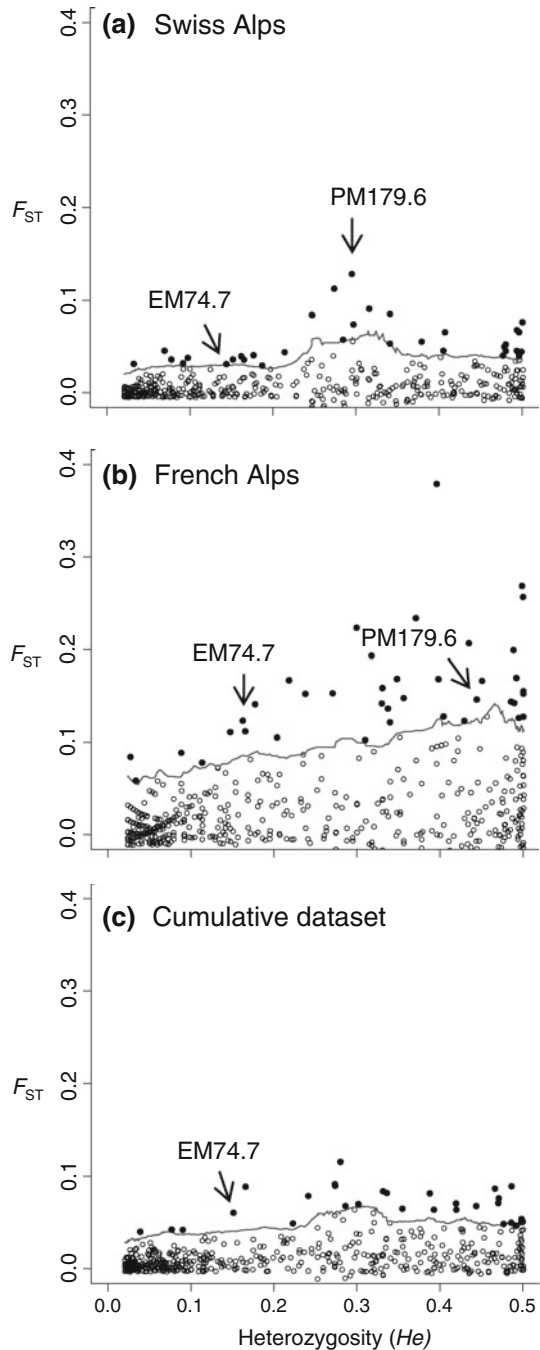 (a) Swiss Alps
0.4
0.3
0.2
0.1
0.0
FST
PM179.6
EM74.7
(b) French Alps
0.4
0.3
0.2
0.1
0.0
FST
EM74.7
PM179.6
(c) Cumulative dataset
0.4
0.3
0.2
0.1
0.0
FST
EM74.7
0.0 0.1 0.2 0.3 0.4 0.5
Heterozygosity (He)